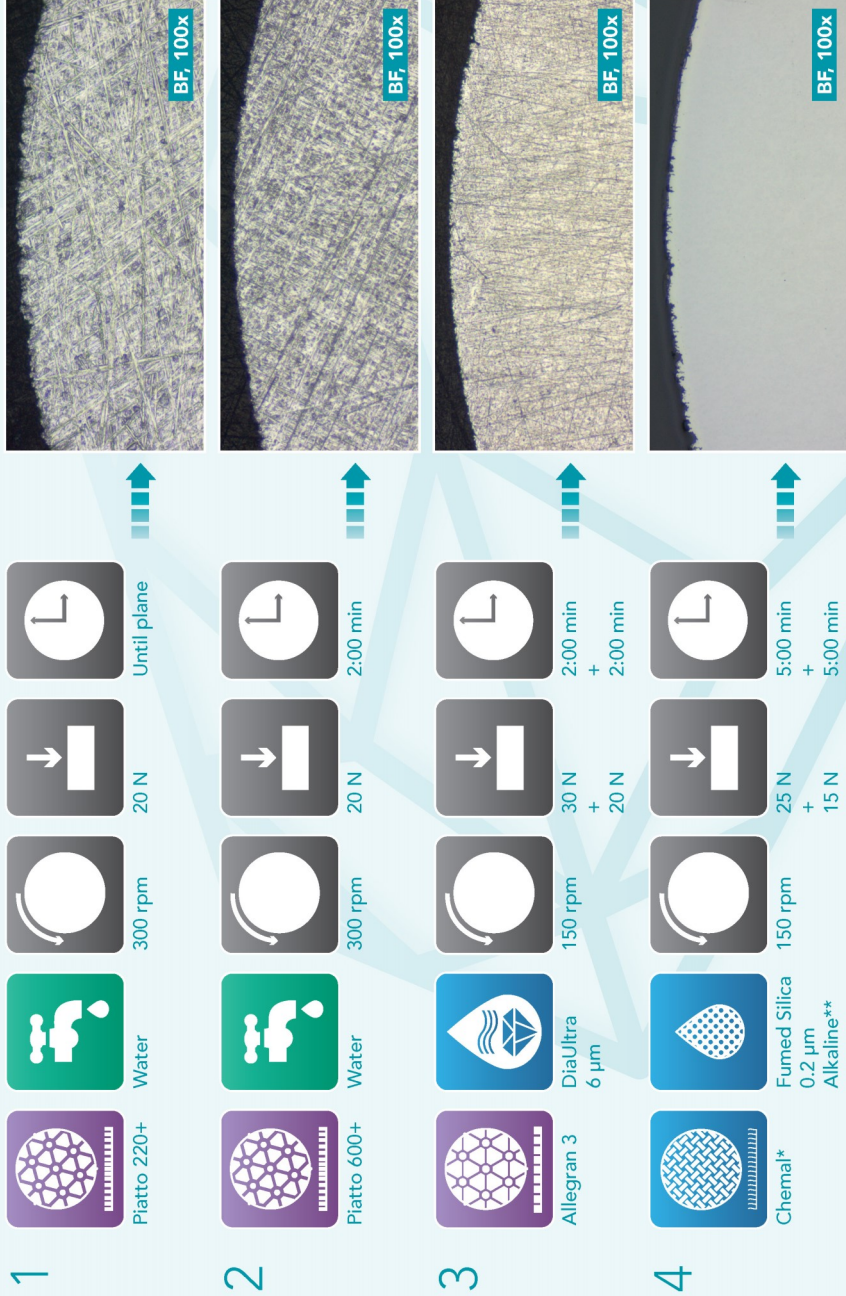 1
Piatto 220+
Water
300 rpm
20 N
Until plane
BF, 100x
2
Piatto 600+
Water
300 rpm
20 N
2:00 min
BF, 100x
3
Allegran 3
DiaUltra
6 µm
150 rpm
30 N
+
20 N
2:00 min
+
2:00 min
BF, 100x
4
Chemal*
Fumed Silica
0.2 µm
Alkaline**
150 rpm
25 N
+
15 N
5:00 min
+
5:00 min
BF, 100x